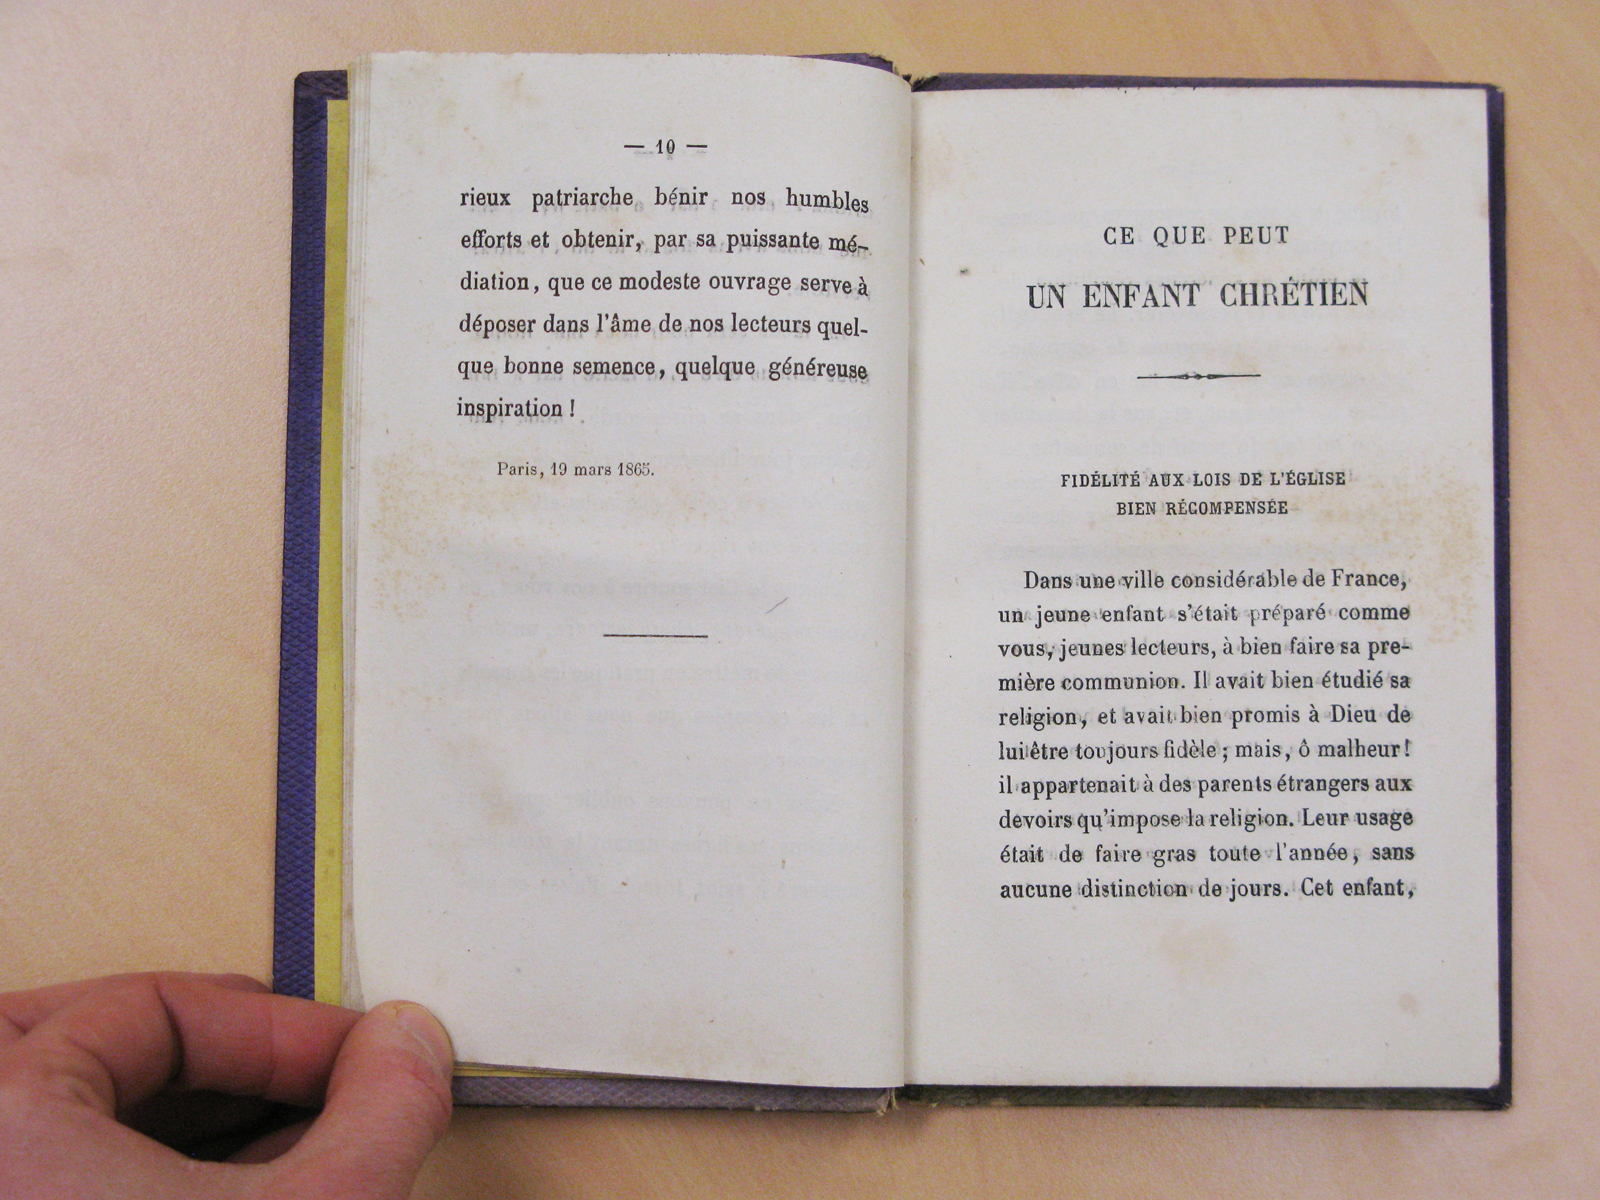 — 10 —
rieux patriarche bénir nos humbles
efforts et obtenir, par sa puissante mé-
diation, que ce modeste ouvrage serve à
déposer dans l'âme de nos lecteurs quel-
que bonne semence, quelque généreuse
inspiration !
Paris, 19 mars 1865.
CE QUE PEUT
UN ENFANT CHRÉTIEN
FIDÉLITÉ AUX LOIS DE L'ÉGLISE
BIEN RÉCOMPENSÉE
Dans une ville considérable de France,
un jeune enfant s'était préparé comme
vous, jeunes lecteurs, à bien faire sa pre-
mière communion. Il avait bien étudié sa
religion, et avait bien promis à Dieu de
lui être toujours fidèle ; mais, ô malheur !
il appartenait à des parents étrangers aux
devoirs qu'impose la religion. Leur usage
était de faire gras toute l'année, sans
aucune distinction de jours. Cet enfant,